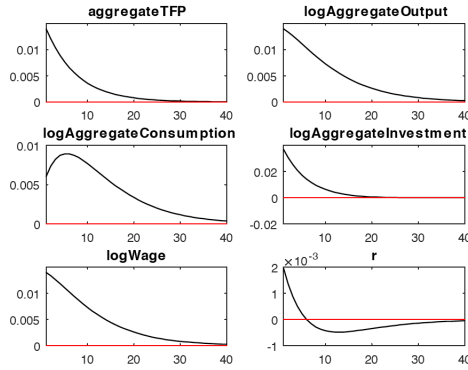 aggregateTFP
0.01
0.005
0
10 20 30 40
logAggregateOutput
0.01
0.005
0
10 20 30 40
logAggregateConsumption
0.01
0.005
0
10 20 30 40
logAggregateInvestment
0.02
0
-0.02
10 20 30 40
logWage
0.01
0.005
0
10 20 30 40
r
×10-3
2
1
0
-1
10 20 30 40